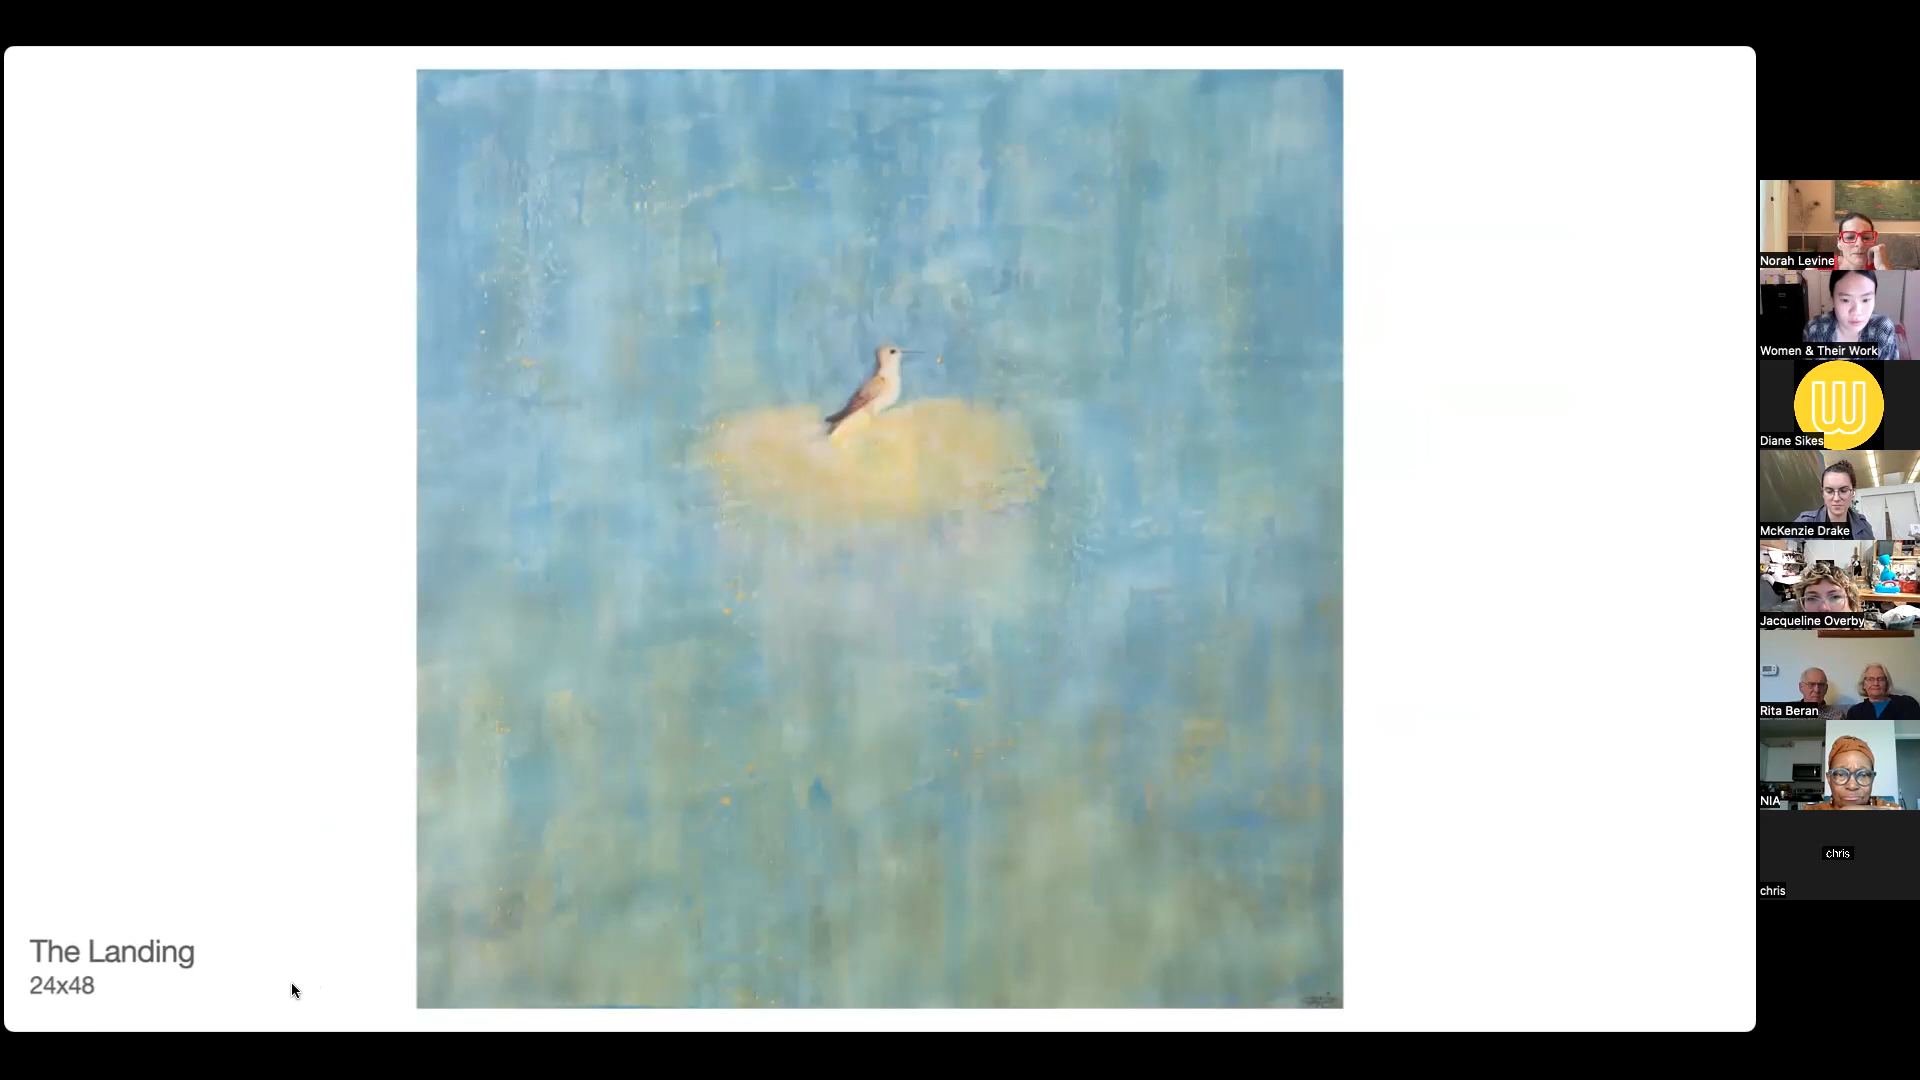 The Landing
24x48
Norah Levine
Women & Their Work
W
Diane Sikes
McKenzie Drake
Jacqueline Overby
Rita Beran
NIA
chris
chris